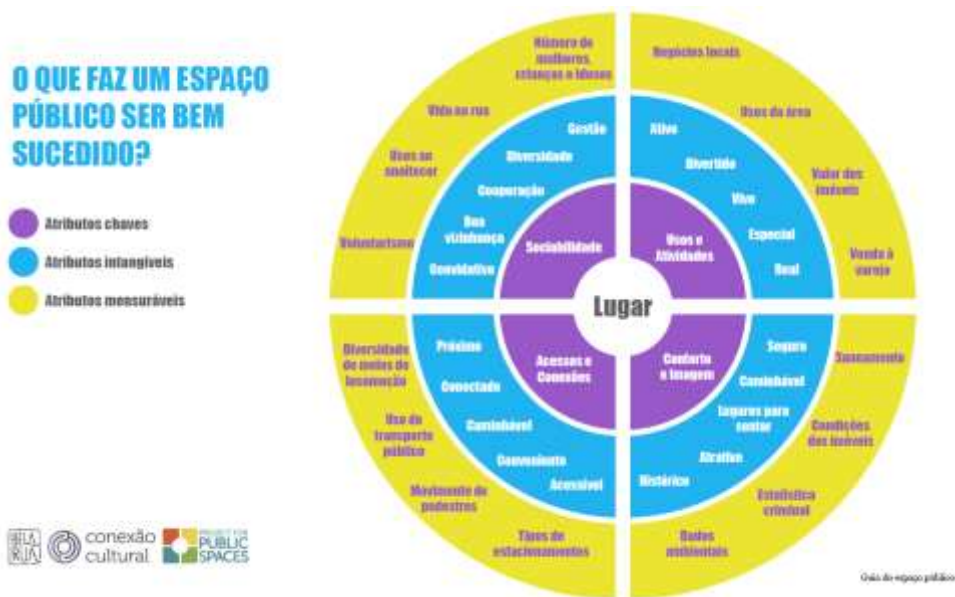 O QUE FAZ UM ESPAÇO
PÚBLICO SER BEM
SUCEDIDO?
Atributos chaves
Atributos intangíveis
Atributos mensuráveis
Número de
mulheres,
crianças e idosos
Vida na rua
Usos ao
anoitecer
Voluntarismo
Gestão
Diversidade
Cooperação
Boa
vizinhança
Convidativo
Sociabilidade
Negócios locais
Usos da área
Valor dos
imóveis
Venda à
varejo
Ativo
Divertido
Vivo
Especial
Real
Usos e
Atividades
Lugar
Diversidade
de meios de
locomoção
Uso do
transporte
público
Movimento de
pedestres
Tipos de
estacionamentos
Próximo
Conectado
Caminhável
Conveniente
Acessível
Acessos e
Conexões
Conforto
e Imagem
Seguro
Caminhável
Lugares para
sentar
Atrativo
Histórico
Zoneamento
Condições
dos imóveis
Estatística
criminal
Dados
ambientais
conexão
cultural
PROJECT FOR
PUBLIC
SPACES
Guia do espaço público